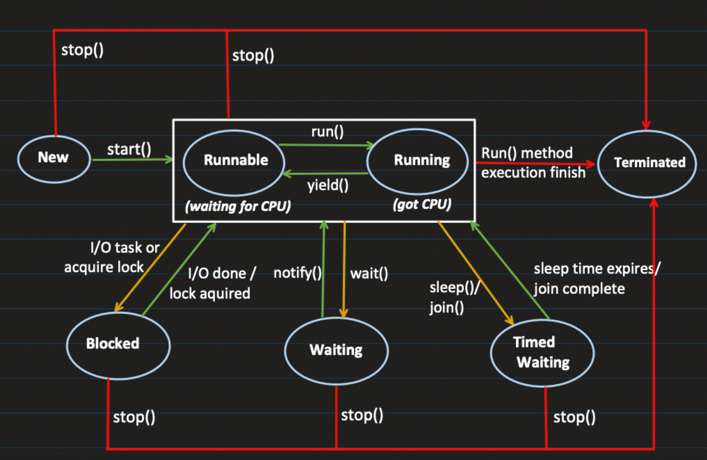 stop()
stop()
New
start()
Runnable
run()
yield()
Running
Run() method
execution finish
Terminated
(waiting for CPU)
(got CPU)
I/O task or
acquire lock
I/O done /
lock aquired
notify()
wait()
sleep()/
join()
sleep time expires/
join complete
Blocked
Waiting
Timed
Waiting
stop()
stop()
stop()